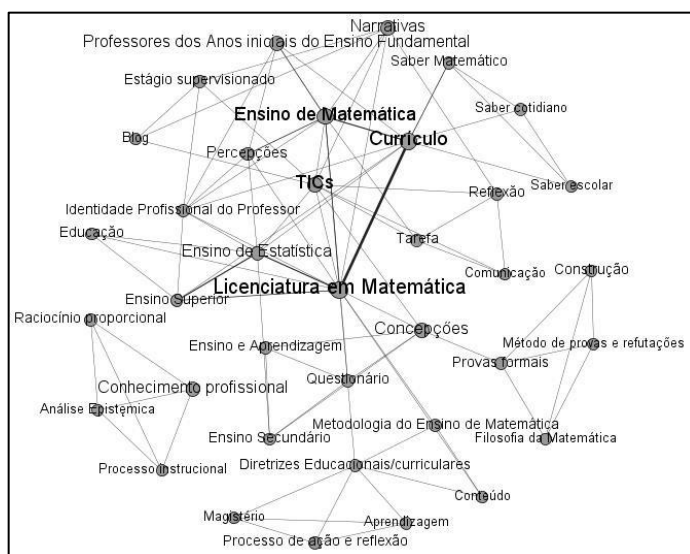 Narrativas
Professores dos Anos iniciais do Ensino Fundamental
Saber Matemático
Estágio supervisionado
Saber cotidiano
Ensino de Matemática
Blog
Currículo
Percepções
TICs
Saber escolar
Reflexão
Identidade Profissional do Professor
Educação
Tarefa
Ensino de Estatística
Comunicação
Construção
Licenciatura em Matemática
Ensino Superior
Raciocínio proporcional
Concepções
Ensino e Aprendizagem
Método de provas e refutações
Provas formais
Conhecimento profissional
Questionário
Análise Epistêmica
Metodologia do Ensino de Matemática
Ensino Secundário
Filosofia da Matemática
Diretrizes Educacionais/curriculares
Processo Instrucional
Conteúdo
Magistério
Aprendizagem
Processo de ação e reflexão